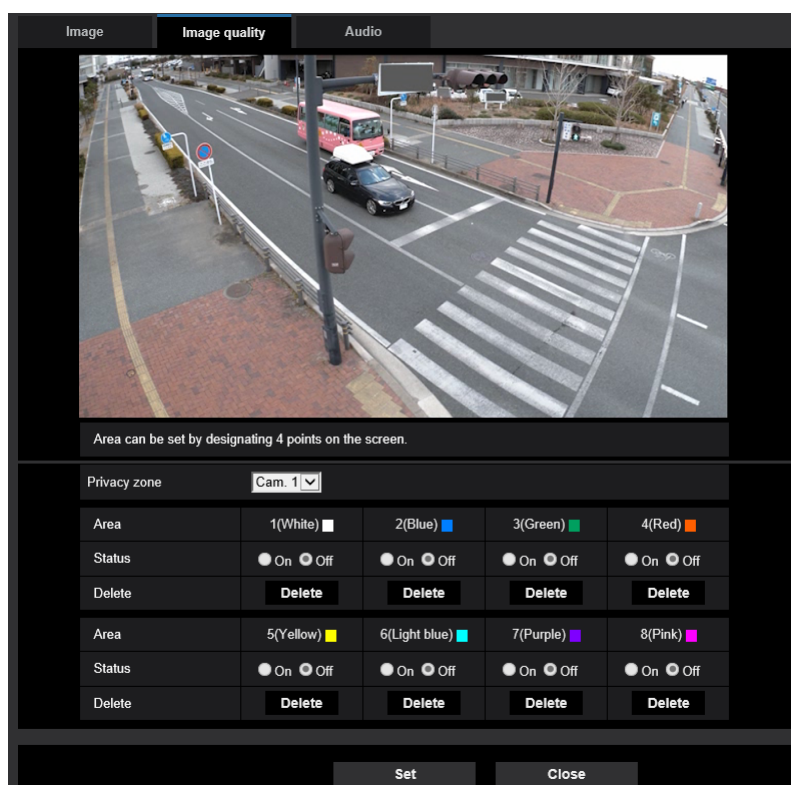 Image Image quality Audio
Area can be set by designating 4 points on the screen.
Privacy zone Cam. 1
Area 1(White) 2(Blue) 3(Green) 4(Red)
Status On Off On Off On Off On Off
Delete Delete Delete Delete Delete
Area 5(Yellow) 6(Light blue) 7(Purple) 8(Pink)
Status On Off On Off On Off On Off
Delete Delete Delete Delete Delete
Set Close